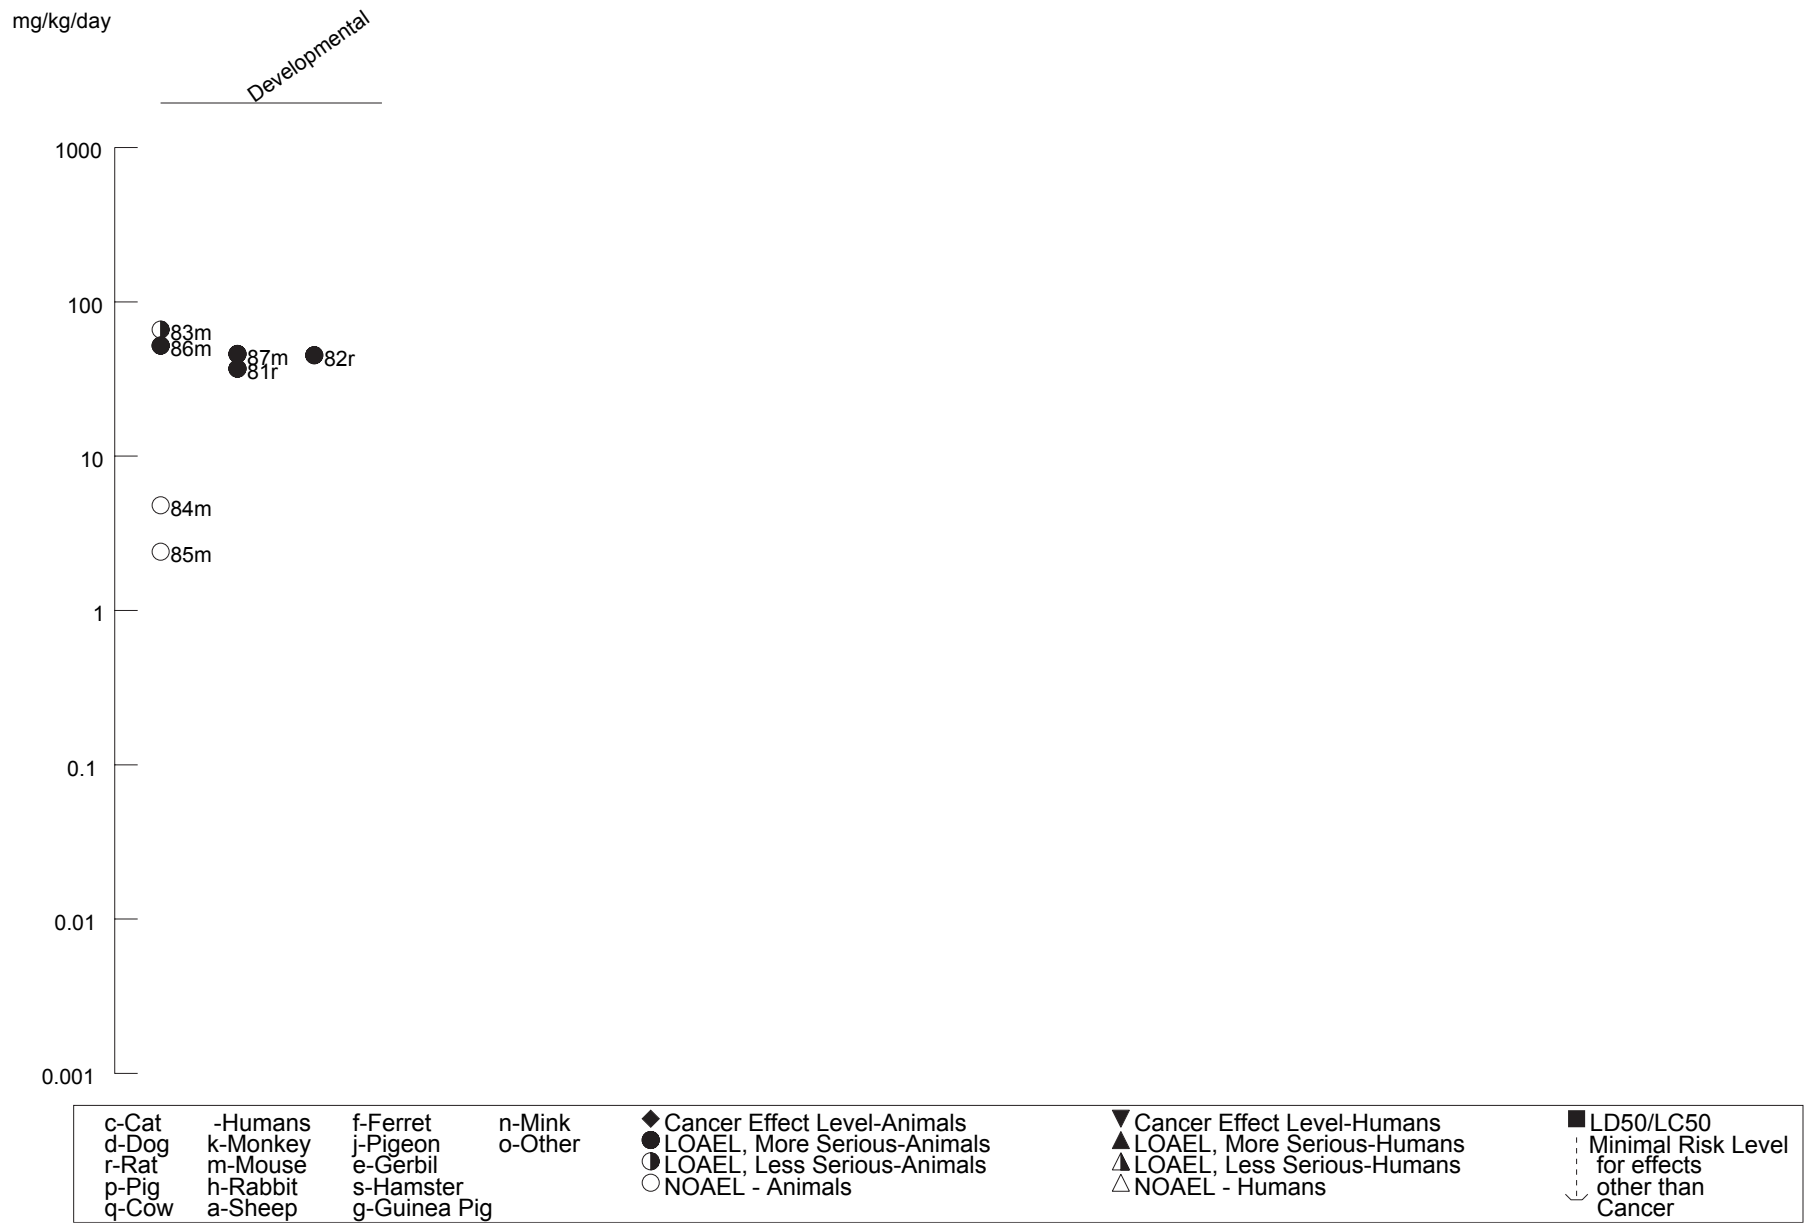 mg/kg/day
Developmental
1000
100
83m
86m
87m
82r
81r
10
84m
85m
1
0.1
0.01
0.001
c-Cat -Humans f-Ferret n-Mink ◆ Cancer Effect Level-Animals ▼ Cancer Effect Level-Humans ■ LD50/LC50
d-Dog k-Monkey j-Pigeon o-Other ● LOAEL, More Serious-Animals ▲ LOAEL, More Serious-Humans Minimal Risk Level
r-Rat m-Mouse e-Gerbil ◑ LOAEL, Less Serious-Animals ◮ LOAEL, Less Serious-Humans for effects
p-Pig h-Rabbit s-Hamster ○ NOAEL - Animals △ NOAEL - Humans other than
q-Cow a-Sheep g-Guinea Pig Cancer